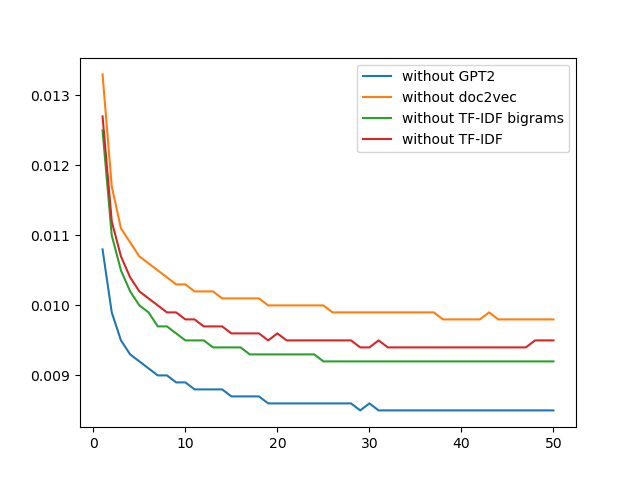 without GPT2
without doc2vec
without TF-IDF bigrams
without TF-IDF
0.013
0.012
0.011
0.010
0.009
0 10 20 30 40 50